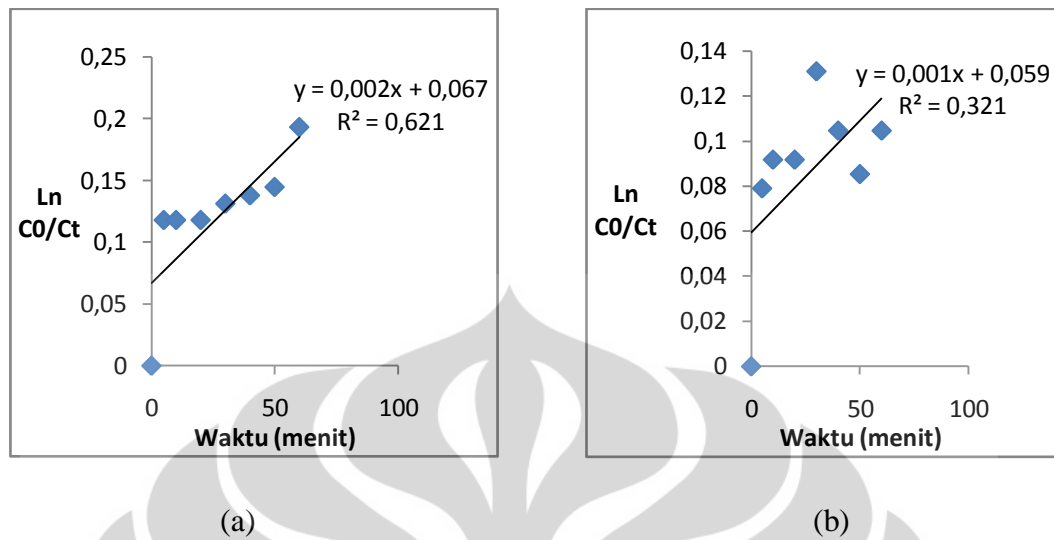 0,25
0,2
0,15
0,1
0,05
0
Ln
C0/Ct
y = 0,002x + 0,067
R² = 0,621
0 50 100
Waktu (menit)
(a)
0,14
0,12
0,1
0,08
0,06
0,04
0,02
0
Ln
C0/Ct
y = 0,001x + 0,059
R² = 0,321
0 50 100
Waktu (menit)
(b)